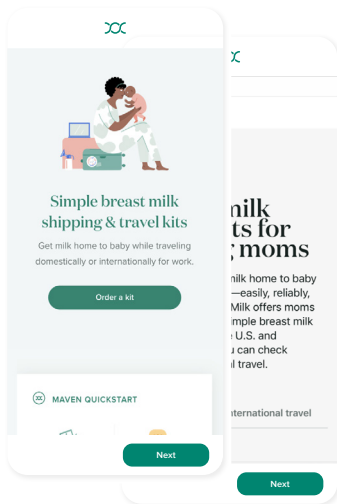 Simple breast milk
shipping & travel kits
Get milk home to baby while traveling
domestically or internationally for work.
Order a kit
MAVEN QUICKSTART
Next
milk
ts for
moms
milk home to baby
—easily, reliably,
Milk offers moms
imple breast milk
U.S. and
u can check
l travel.
nternational travel
Next